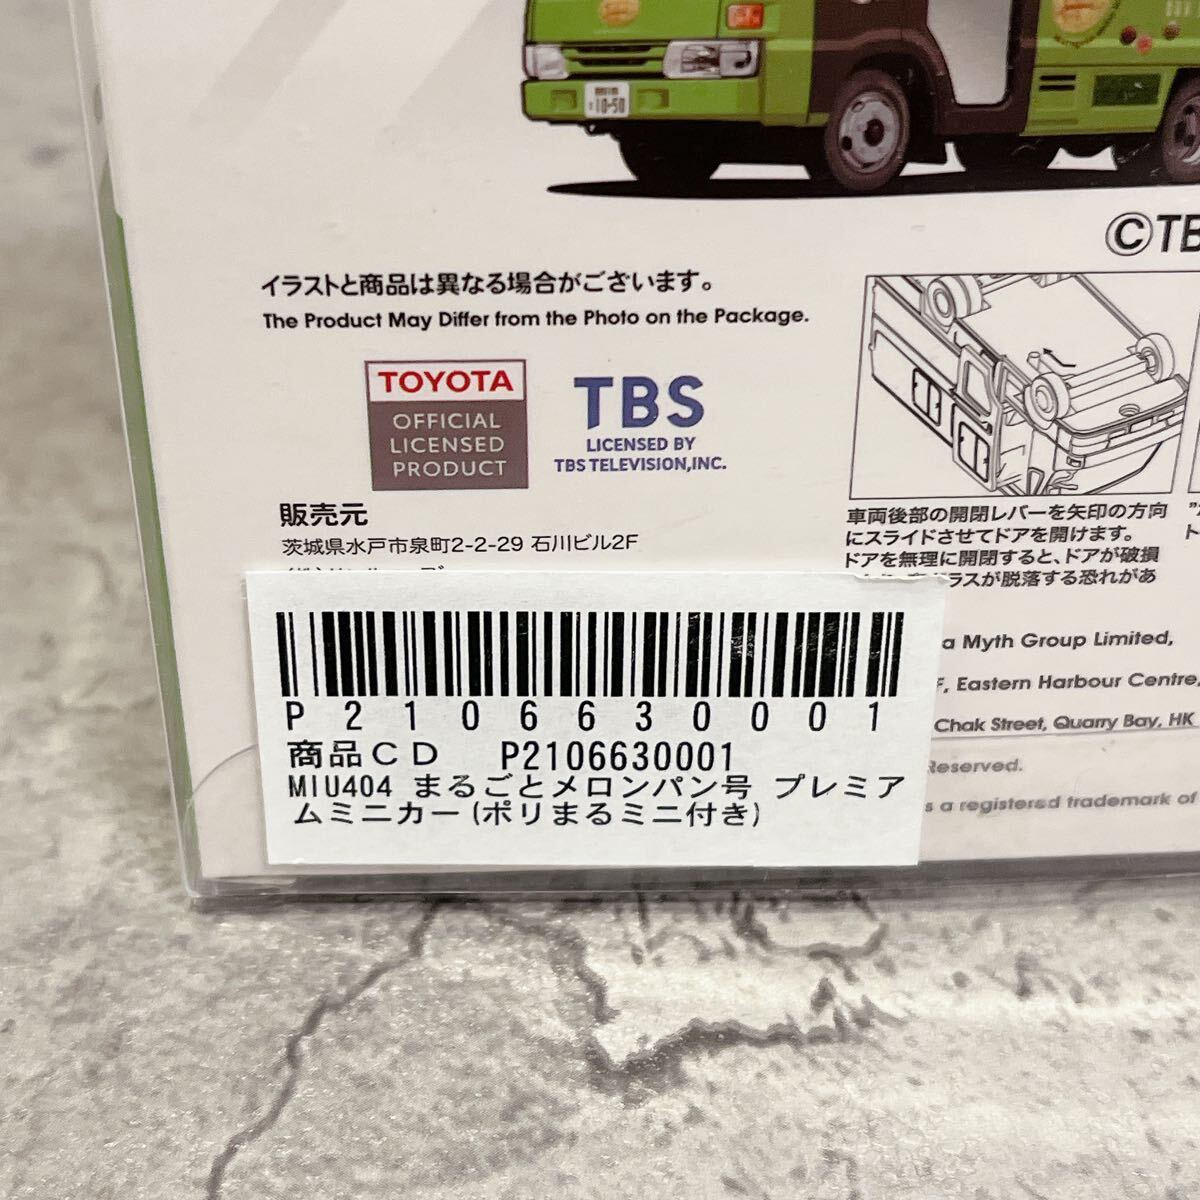 10-50
©TB
イラストと商品は異なる場合がございます。
The Product May Differ from the Photo on the Package.
TOYOTA
OFFICIAL
LICENSED
PRODUCT
TBS
LICENSED BY
TBS TELEVISION,INC.
販売元
茨城県水戸市泉町2-2-29 石川ビル2F
車両後部の開閉レバーを矢印の方向
にスライドさせてドアを開けます。
ドアを無理に開閉すると、ドアが破損
ラスが脱落する恐れがあ
a Myth Group Limited,
F, Eastern Harbour Centre,
Chak Street, Quarry Bay, HK
Reserved.
s a registered trademark of
P2106630001
商品CD P2106630001
MIU404 まるごとメロンパン号 プレミア
ムミニカー(ポリまるミニ付き)